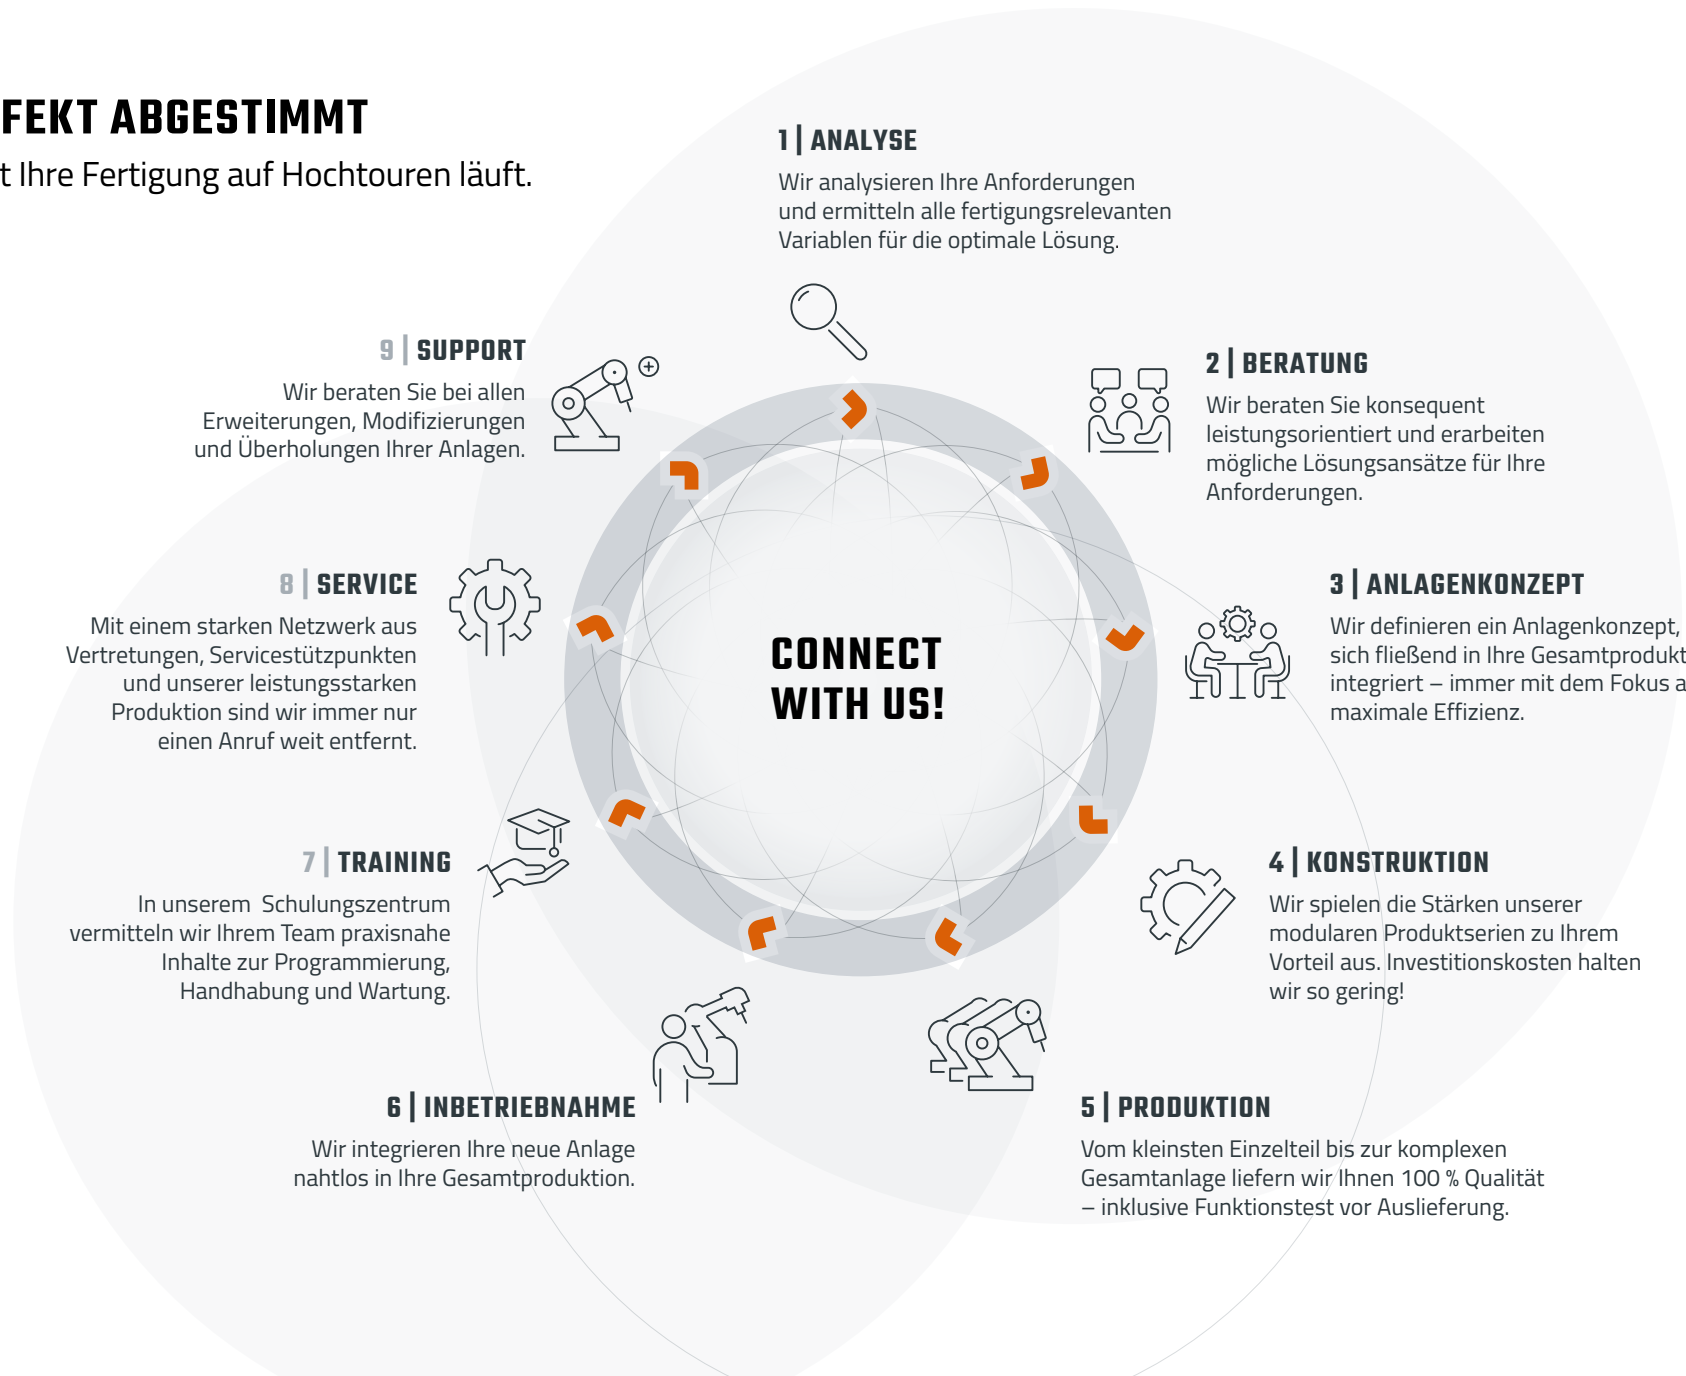 FEKT ABGESTIMMT
t Ihre Fertigung auf Hochtouren läuft.
1 | ANALYSE
Wir analysieren Ihre Anforderungen
und ermitteln alle fertigungsrelevanten
Variablen für die optimale Lösung.
2 | BERATUNG
Wir beraten Sie konsequent
leistungsorientiert und erarbeiten
mögliche Lösungsansätze für Ihre
Anforderungen.
3 | ANLAGENKONZEPT
Wir definieren ein Anlagenkonzept,
sich fließend in Ihre Gesamtprodukt
integriert – immer mit dem Fokus a
maximale Effizienz.
4 | KONSTRUKTION
Wir spielen die Stärken unserer
modularen Produktserien zu Ihrem
Vorteil aus. Investitionskosten halten
wir so gering!
5 | PRODUKTION
Vom kleinsten Einzelteil bis zur komplexen
Gesamtanlage liefern wir Ihnen 100 % Qualität
– inklusive Funktionstest vor Auslieferung.
6 | INBETRIEBNAHME
Wir integrieren Ihre neue Anlage
nahtlos in Ihre Gesamtproduktion.
7 | TRAINING
In unserem Schulungszentrum
vermitteln wir Ihrem Team praxisnahe
Inhalte zur Programmierung,
Handhabung und Wartung.
8 | SERVICE
Mit einem starken Netzwerk aus
Vertretungen, Servicestützpunkten
und unserer leistungsstarken
Produktion sind wir immer nur
einen Anruf weit entfernt.
9 | SUPPORT
Wir beraten Sie bei allen
Erweiterungen, Modifizierungen
und Überholungen Ihrer Anlagen.
CONNECT
WITH US!